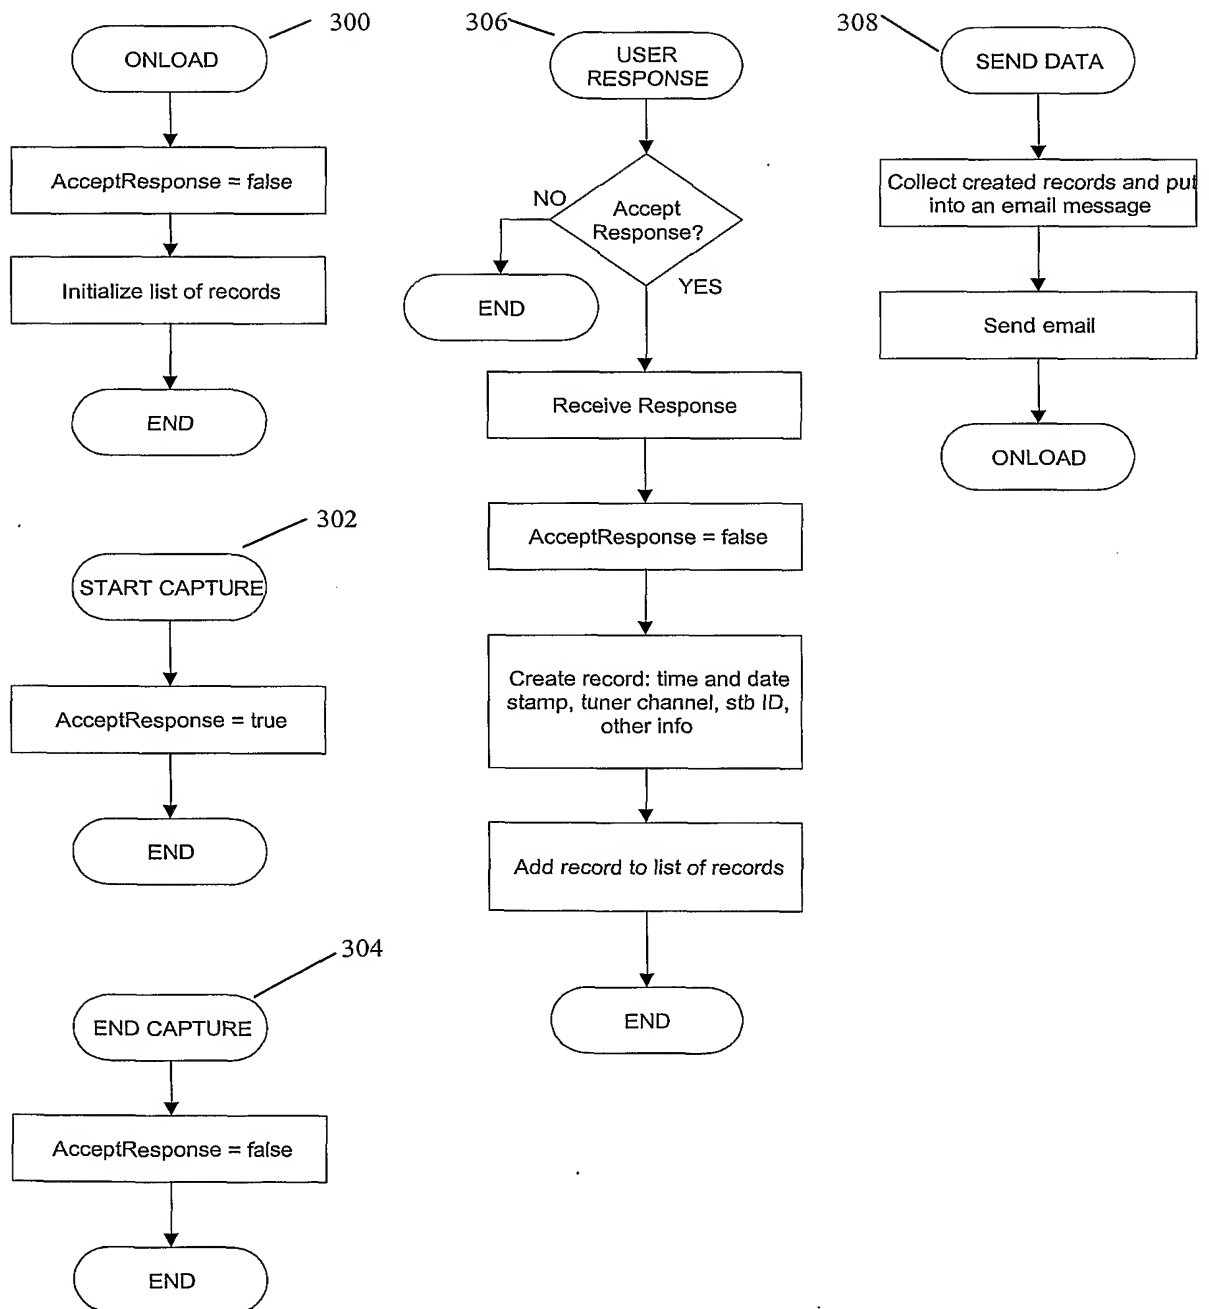 300
ONLOAD
AcceptResponse = false
Initialize list of records
END
302
START CAPTURE
AcceptResponse = true
END
304
END CAPTURE
AcceptResponse = false
END
306
USER
RESPONSE
Accept
Response?
NO
END
YES
Receive Response
AcceptResponse = false
Create record: time and date
stamp, tuner channel, stb ID,
other info
Add record to list of records
END
308
SEND DATA
Collect created records and put
into an email message
Send email
ONLOAD